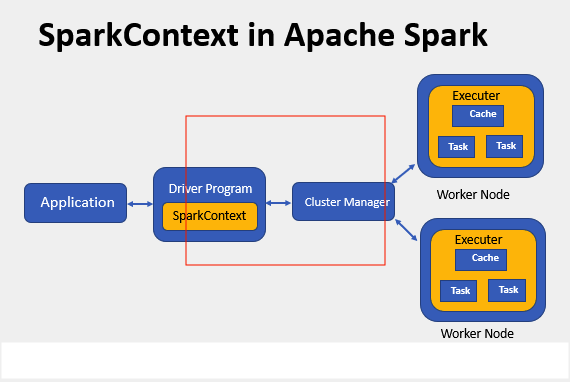 SparkContext in Apache Spark
Application
Driver Program
SparkContext
Cluster Manager
Executer
Cache
Task
Task
Worker Node
Executer
Cache
Task
Task
Worker Node